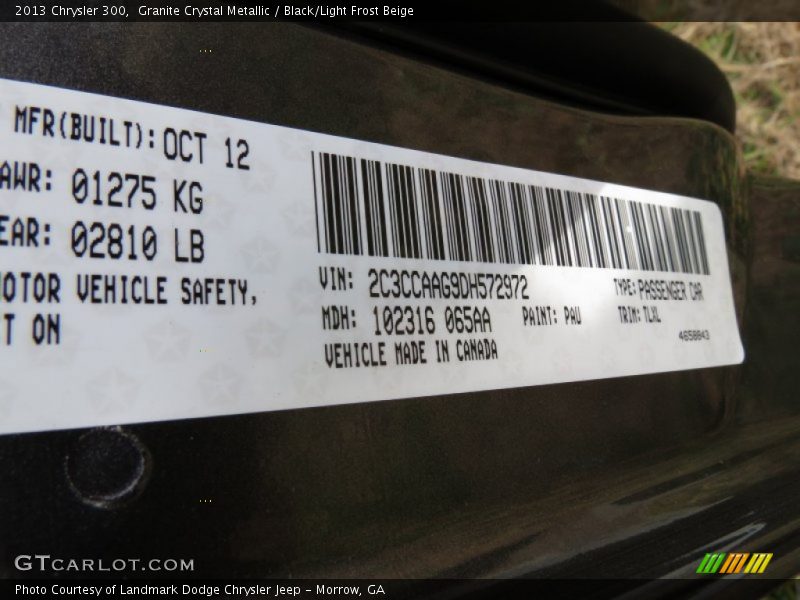 2013 Chrysler 300, Granite Crystal Metallic / Black/Light Frost Beige
MFR(BUILT): OCT 12
AWR: 01275 KG
EAR: 02810 LB
OTOR VEHICLE SAFETY,
T ON
VIN: 2C3CCAAG9DH572972
TYPE: PASSENGER CAR
MDH: 102316 065AA
PAINT: PAU
TRIM: TLXL
VEHICLE MADE IN CANADA
4658043
GTCARLOT.COM
Photo Courtesy of Landmark Dodge Chrysler Jeep - Morrow, GA